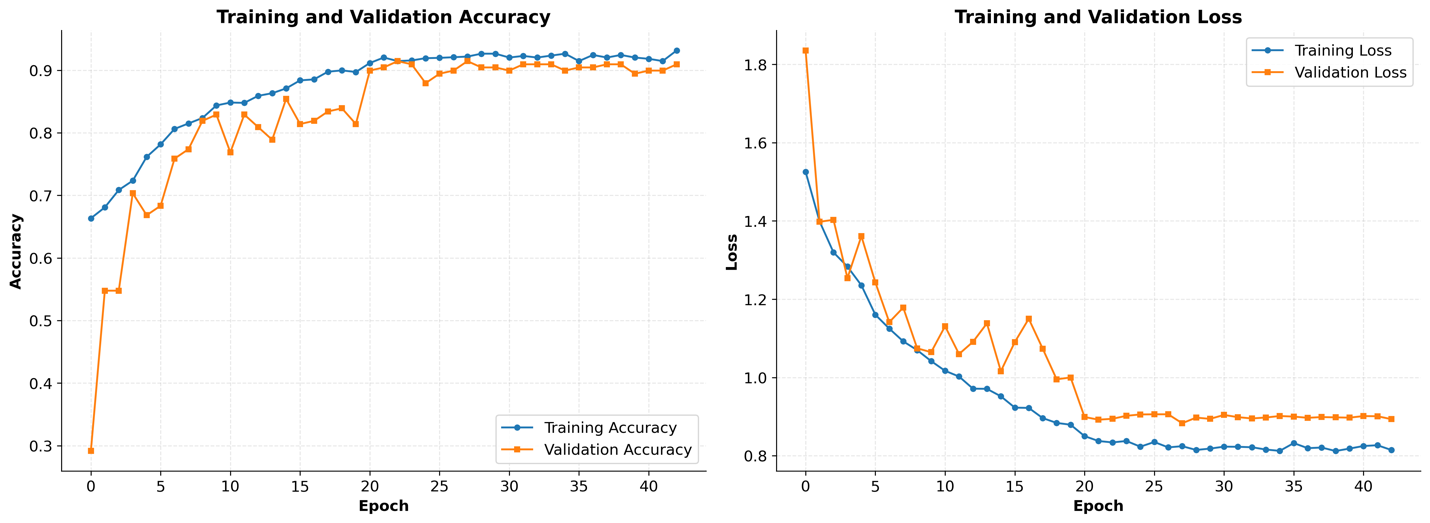 Training and Validation Accuracy
Accuracy
0.9
0.8
0.7
0.6
0.5
0.4
0.3
Training Accuracy
Validation Accuracy
0 5 10 15 20 25 30 35 40
Epoch
Training and Validation Loss
Loss
1.8
1.6
1.4
1.2
1.0
0.8
Training Loss
Validation Loss
0 5 10 15 20 25 30 35 40
Epoch